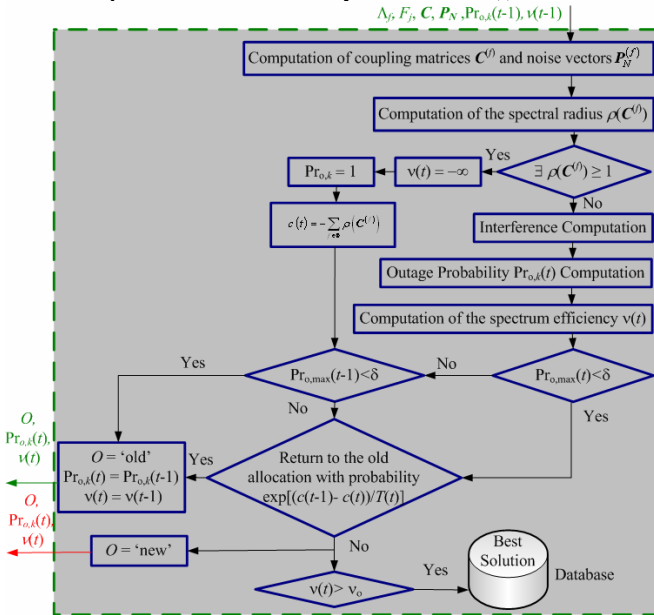 Λf, Fj, C, PN ,Pro,k(t-1), ν(t-1)
Computation of coupling matrices C(f) and noise vectors PN(f)
Computation of the spectral radius ρ(C(f))
∃ ρ(C(f)) ≥ 1
Yes
ν(t) = −∞
Pro,k = 1
No
Interference Computation
Outage Probability Pro,k(t) Computation
Computation of the spectrum efficiency ν(t)
Pro,max(t)<δ
No
Pro,max(t-1)<δ
Yes
No
Yes
Return to the old
allocation with probability
exp[(c(t-1)- c(t))/T(t)]
Yes
O = ‘old’
Pro,k(t) = Pro,k(t-1)
ν(t) = ν(t-1)
O,
Pro,k(t),
ν(t)
O,
Pro,k(t),
ν(t)
O = ‘new’
No
ν(t)> νo
Yes
Best
Solution
Database